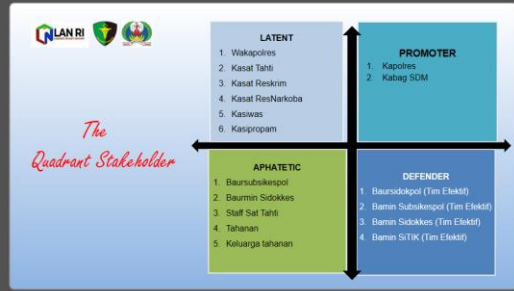 LAN RI
The
Quadrant Stakeholder
LATENT
1. Wakapolres
2. Kasat Tahti
3. Kasat Reskrim
4. Kasat ResNarkoba
5. Kasiwas
6. Kasipropam
PROMOTER
1. Kapolres
2. Kabag SDM
APHATETIC
1. Baursubsikespol
2. Baurmin Sidokkes
3. Staff Sat Tahti
4. Tahanan
5. Keluarga tahanan
DEFENDER
1. Baursidokpol (Tim Efektif)
2. Bamin Subsikespol (Tim Efektif)
3. Bamin Sidokkes (Tim Efektif)
4. Bamin SiTIK (Tim Efektif)